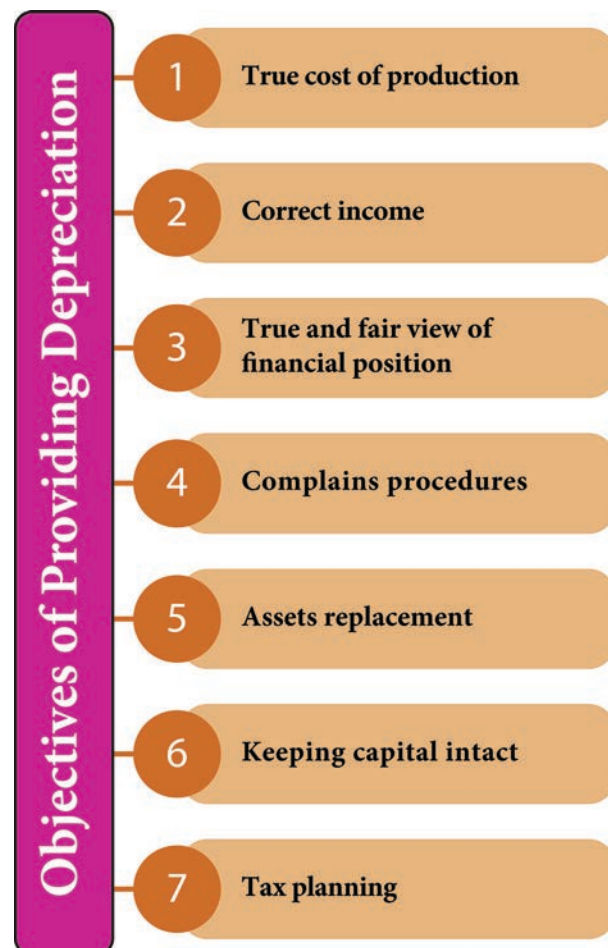 Objectives of Providing Depreciation
1
True cost of production
2
Correct income
3
True and fair view of
financial position
4
Complains procedures
5
Assets replacement
6
Keeping capital intact
7
Tax planning